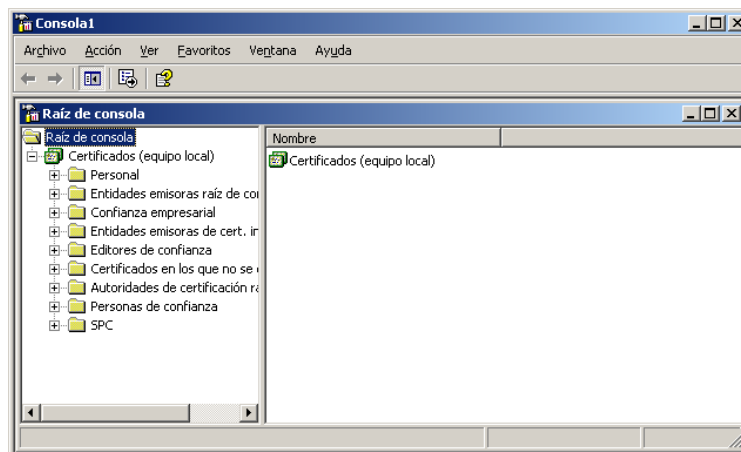 Consola1
Archivo Acción Ver Favoritos Ventana Ayuda
Raíz de consola
Raíz de consola
Nombre
Certificados (equipo local)
Certificados (equipo local)
Personal
Entidades emisoras raíz de
Confianza empresarial
Entidades emisoras de cert.
Editores de confianza
Certificados en los que no se
Autoridades de certificación
Personas de confianza
SPC